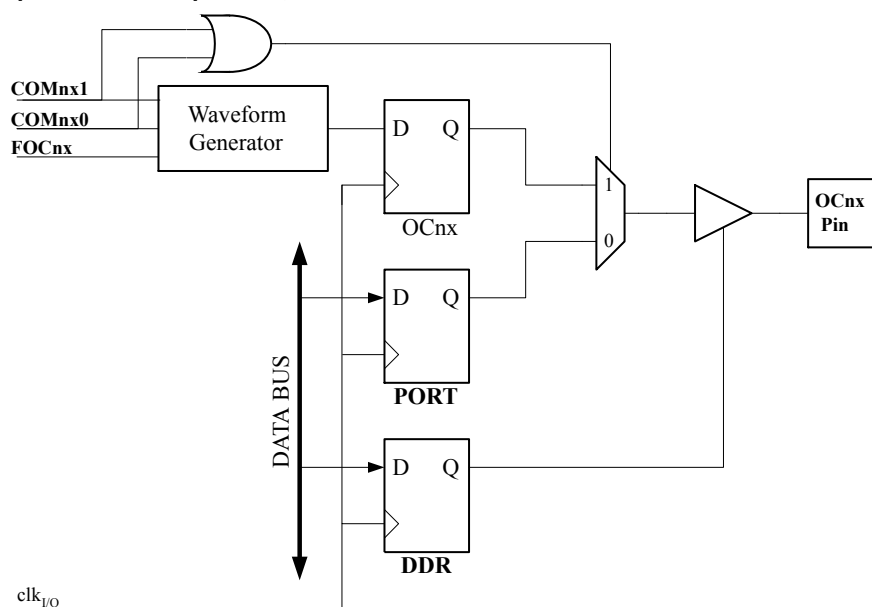 COMnx1
COMnx0
FOCnx
Waveform
Generator
D Q
OCnx
1
0
OCnx
Pin
D Q
PORT
DATA BUS
D Q
DDR
clkI/O